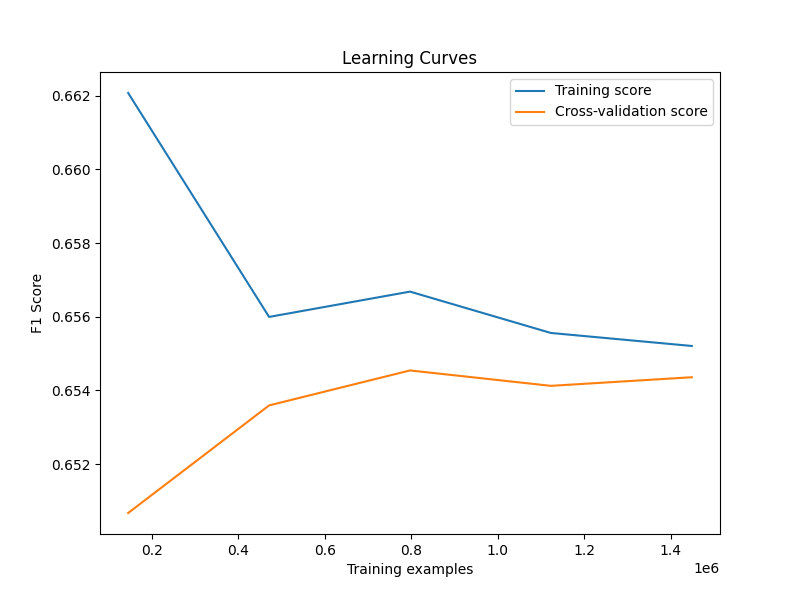 Learning Curves
Training score
Cross-validation score
0.662
0.660
0.658
0.656
0.654
0.652
F1 Score
0.2 0.4 0.6 0.8 1.0 1.2 1.4
1e6
Training examples